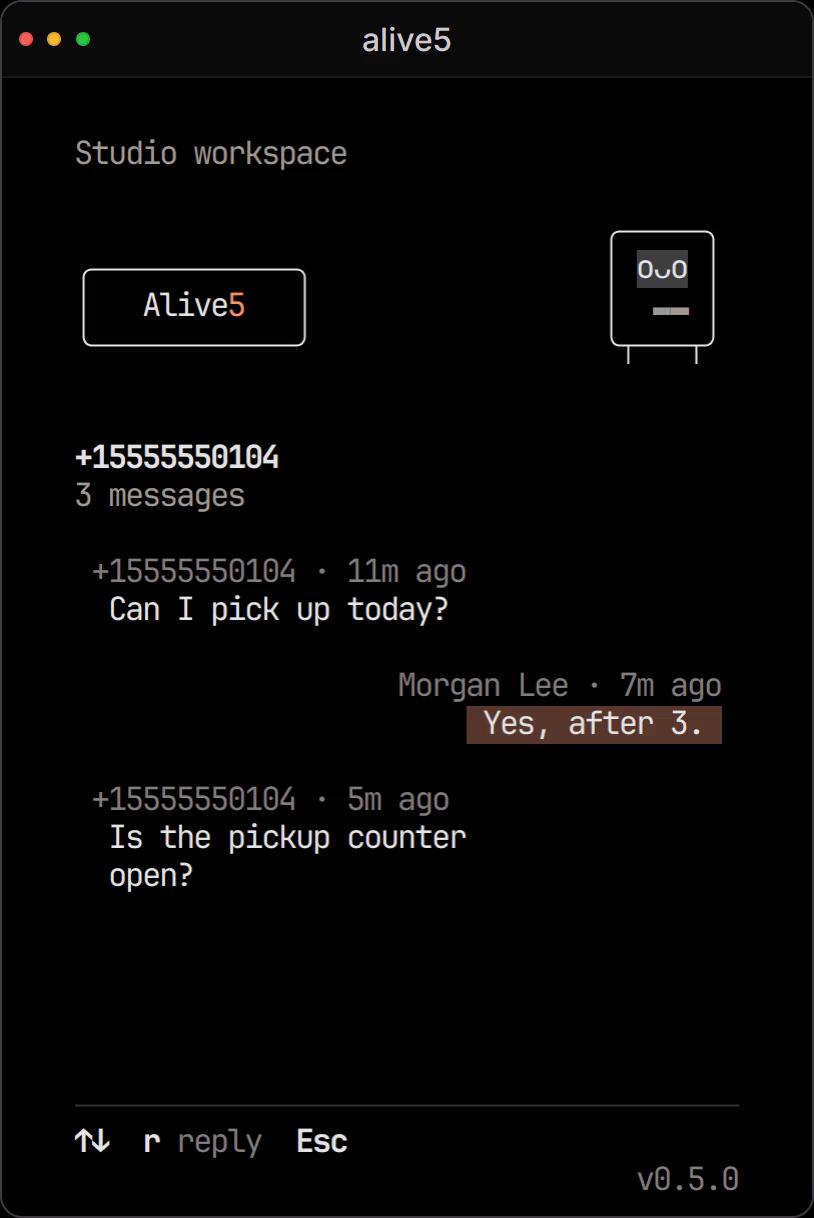 alive5
Studio workspace
Alive5
+15555550104
3 messages
+15555550104 · 11m ago
Can I pick up today?
Morgan Lee · 7m ago
Yes, after 3.
+15555550104 · 5m ago
Is the pickup counter
open?
↑↓ r reply Esc
v0.5.0